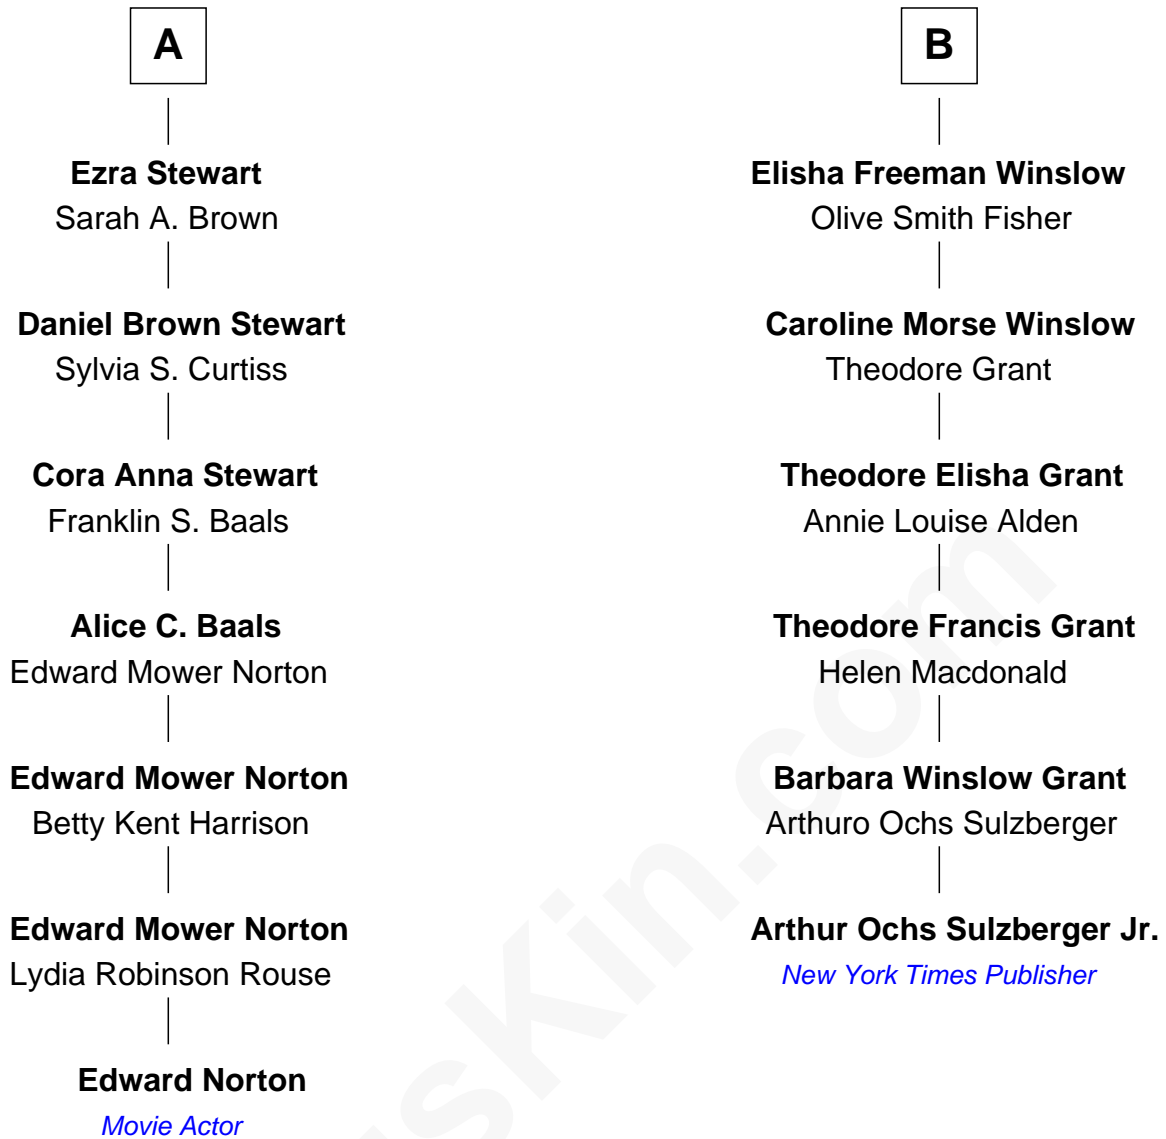 A
Ezra Stewart
Sarah A. Brown
Daniel Brown Stewart
Sylvia S. Curtiss
Cora Anna Stewart
Franklin S. Baals
Alice C. Baals
Edward Mower Norton
Edward Mower Norton
Betty Kent Harrison
Edward Mower Norton
Lydia Robinson Rouse
Edward Norton
Movie Actor
B
Elisha Freeman Winslow
Olive Smith Fisher
Caroline Morse Winslow
Theodore Grant
Theodore Elisha Grant
Annie Louise Alden
Theodore Francis Grant
Helen Macdonald
Barbara Winslow Grant
Arthuro Ochs Sulzberger
Arthur Ochs Sulzberger Jr.
New York Times Publisher